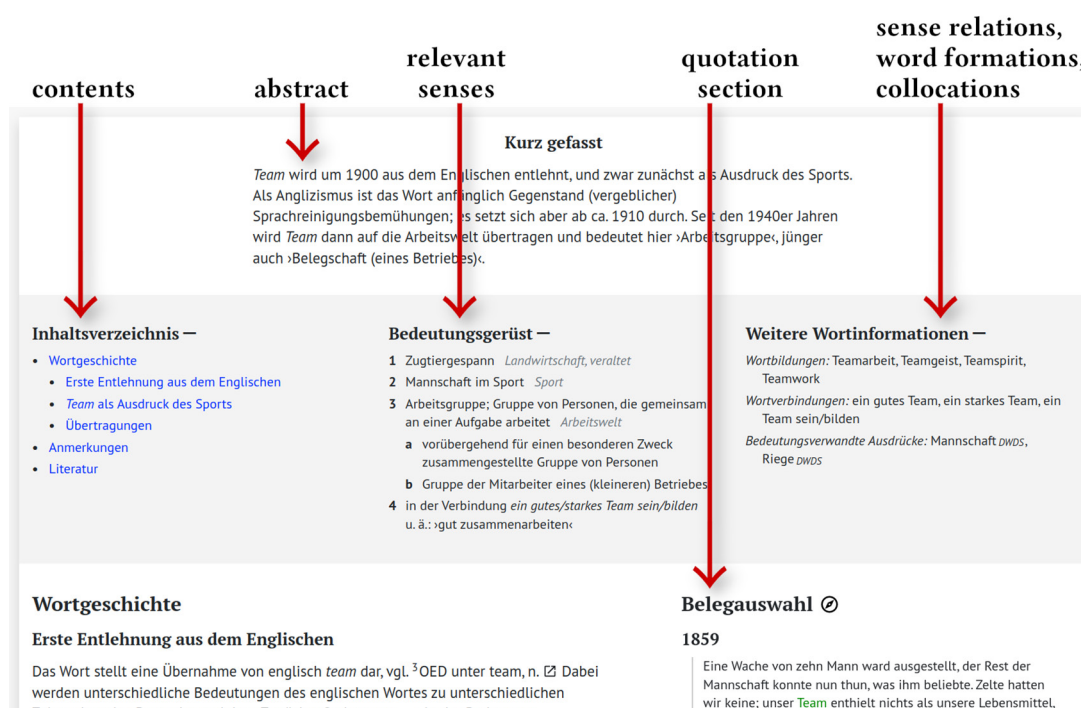 contents
abstract
relevant
senses
quotation
section
sense relations,
word formations,
collocations
Kurz gefasst
Team wird um 1900 aus dem Englischen entlehnt, und zwar zunächst als Ausdruck des Sports.
Als Anglizismus ist das Wort anfänglich Gegenstand (vergeblicher)
Sprachreinigungsbemühungen; es setzt sich aber ab ca. 1910 durch. Seit den 1940er Jahren
wird Team dann auf die Arbeitswelt übertragen und bedeutet hier ›Arbeitsgruppe‹, jünger
auch ›Belegschaft (eines Betriebes)‹.
Inhaltsverzeichnis —
• Wortgeschichte
• Erste Entlehnung aus dem Englischen
• Team als Ausdruck des Sports
• Übertragungen
• Anmerkungen
• Literatur
Bedeutungsgerüst —
1 Zugtiergespann Landwirtschaft, veraltet
2 Mannschaft im Sport Sport
3 Arbeitsgruppe; Gruppe von Personen, die gemeinsam
an einer Aufgabe arbeitet Arbeitswelt
a vorübergehend für einen besonderen Zweck
zusammengestellte Gruppe von Personen
b Gruppe der Mitarbeiter eines (kleineren) Betriebes
4 in der Verbindung ein gutes/starkes Team sein/bilden
u. ä.: ›gut zusammenarbeiten‹
Weitere Wortinformationen —
Wortbildungen: Teamarbeit, Teamgeist, Teamspirit,
Teamwork
Wortverbindungen: ein gutes Team, ein starkes Team, ein
Team sein/bilden
Bedeutungsverwandte Ausdrücke: Mannschaft DWDS,
Riege DWDS
Wortgeschichte
Erste Entlehnung aus dem Englischen
Das Wort stellt eine Übernahme von englisch team dar, vgl. ³OED unter team, n. Dabei
werden unterschiedliche Bedeutungen des englischen Wortes zu unterschiedlichen
Belegauswahl
1859
Eine Wache von zehn Mann ward ausgestellt, der Rest der
Mannschaft konnte nun thun, was ihm beliebte. Zelte hatten
wir keine; unser Team enthielt nichts als unsere Lebensmittel,